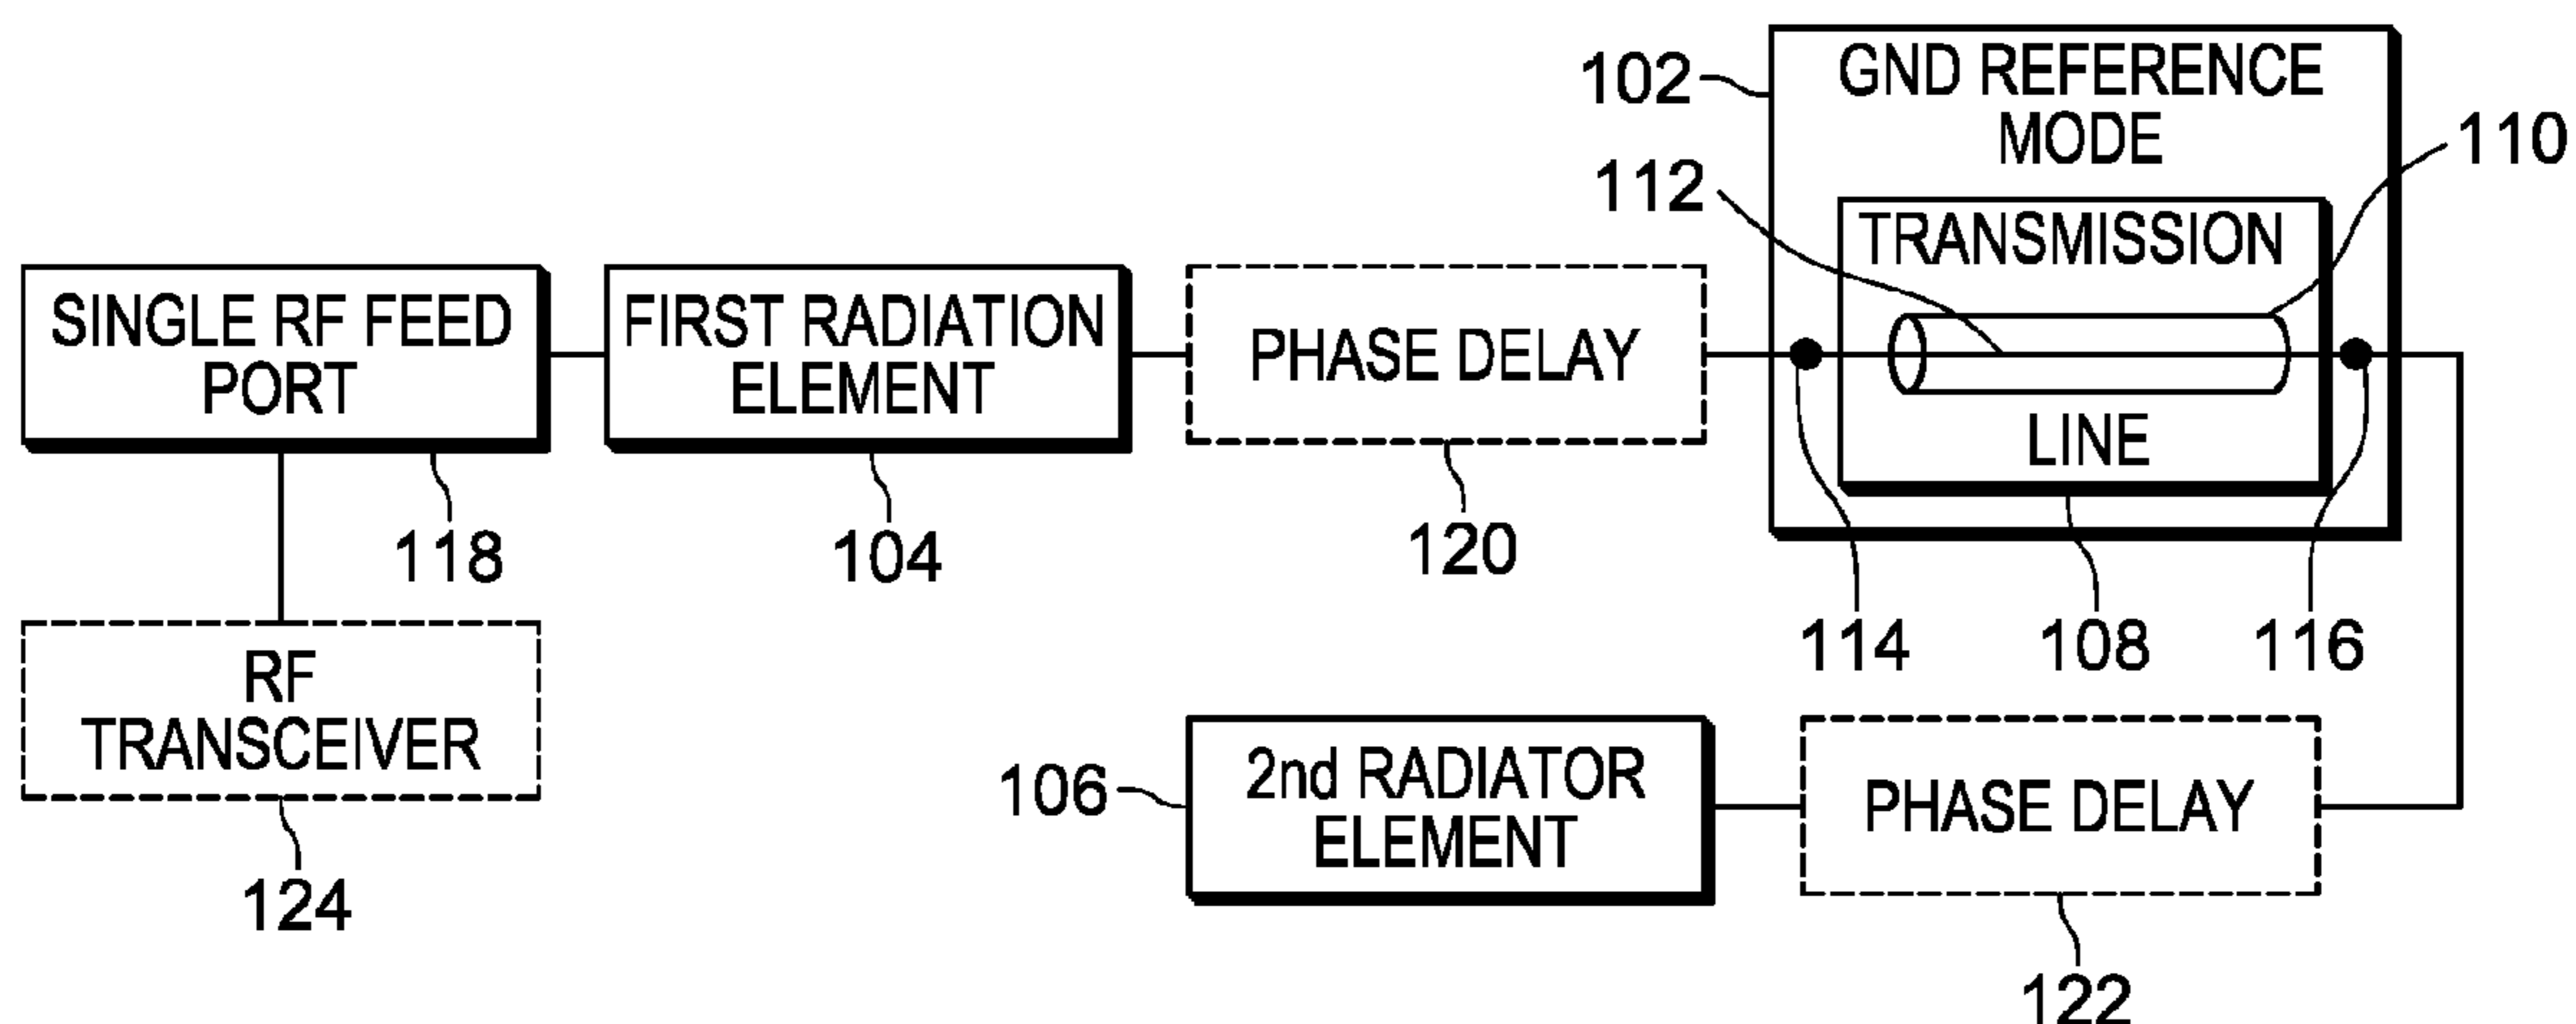 102
GND REFERENCE
MODE
110
112
TRANSMISSION
LINE
SINGLE RF FEED
PORT
FIRST RADIATION
ELEMENT
PHASE DELAY
118
104
120
114
108
116
RF
TRANSCEIVER
124
106
2nd RADIATOR
ELEMENT
PHASE DELAY
122